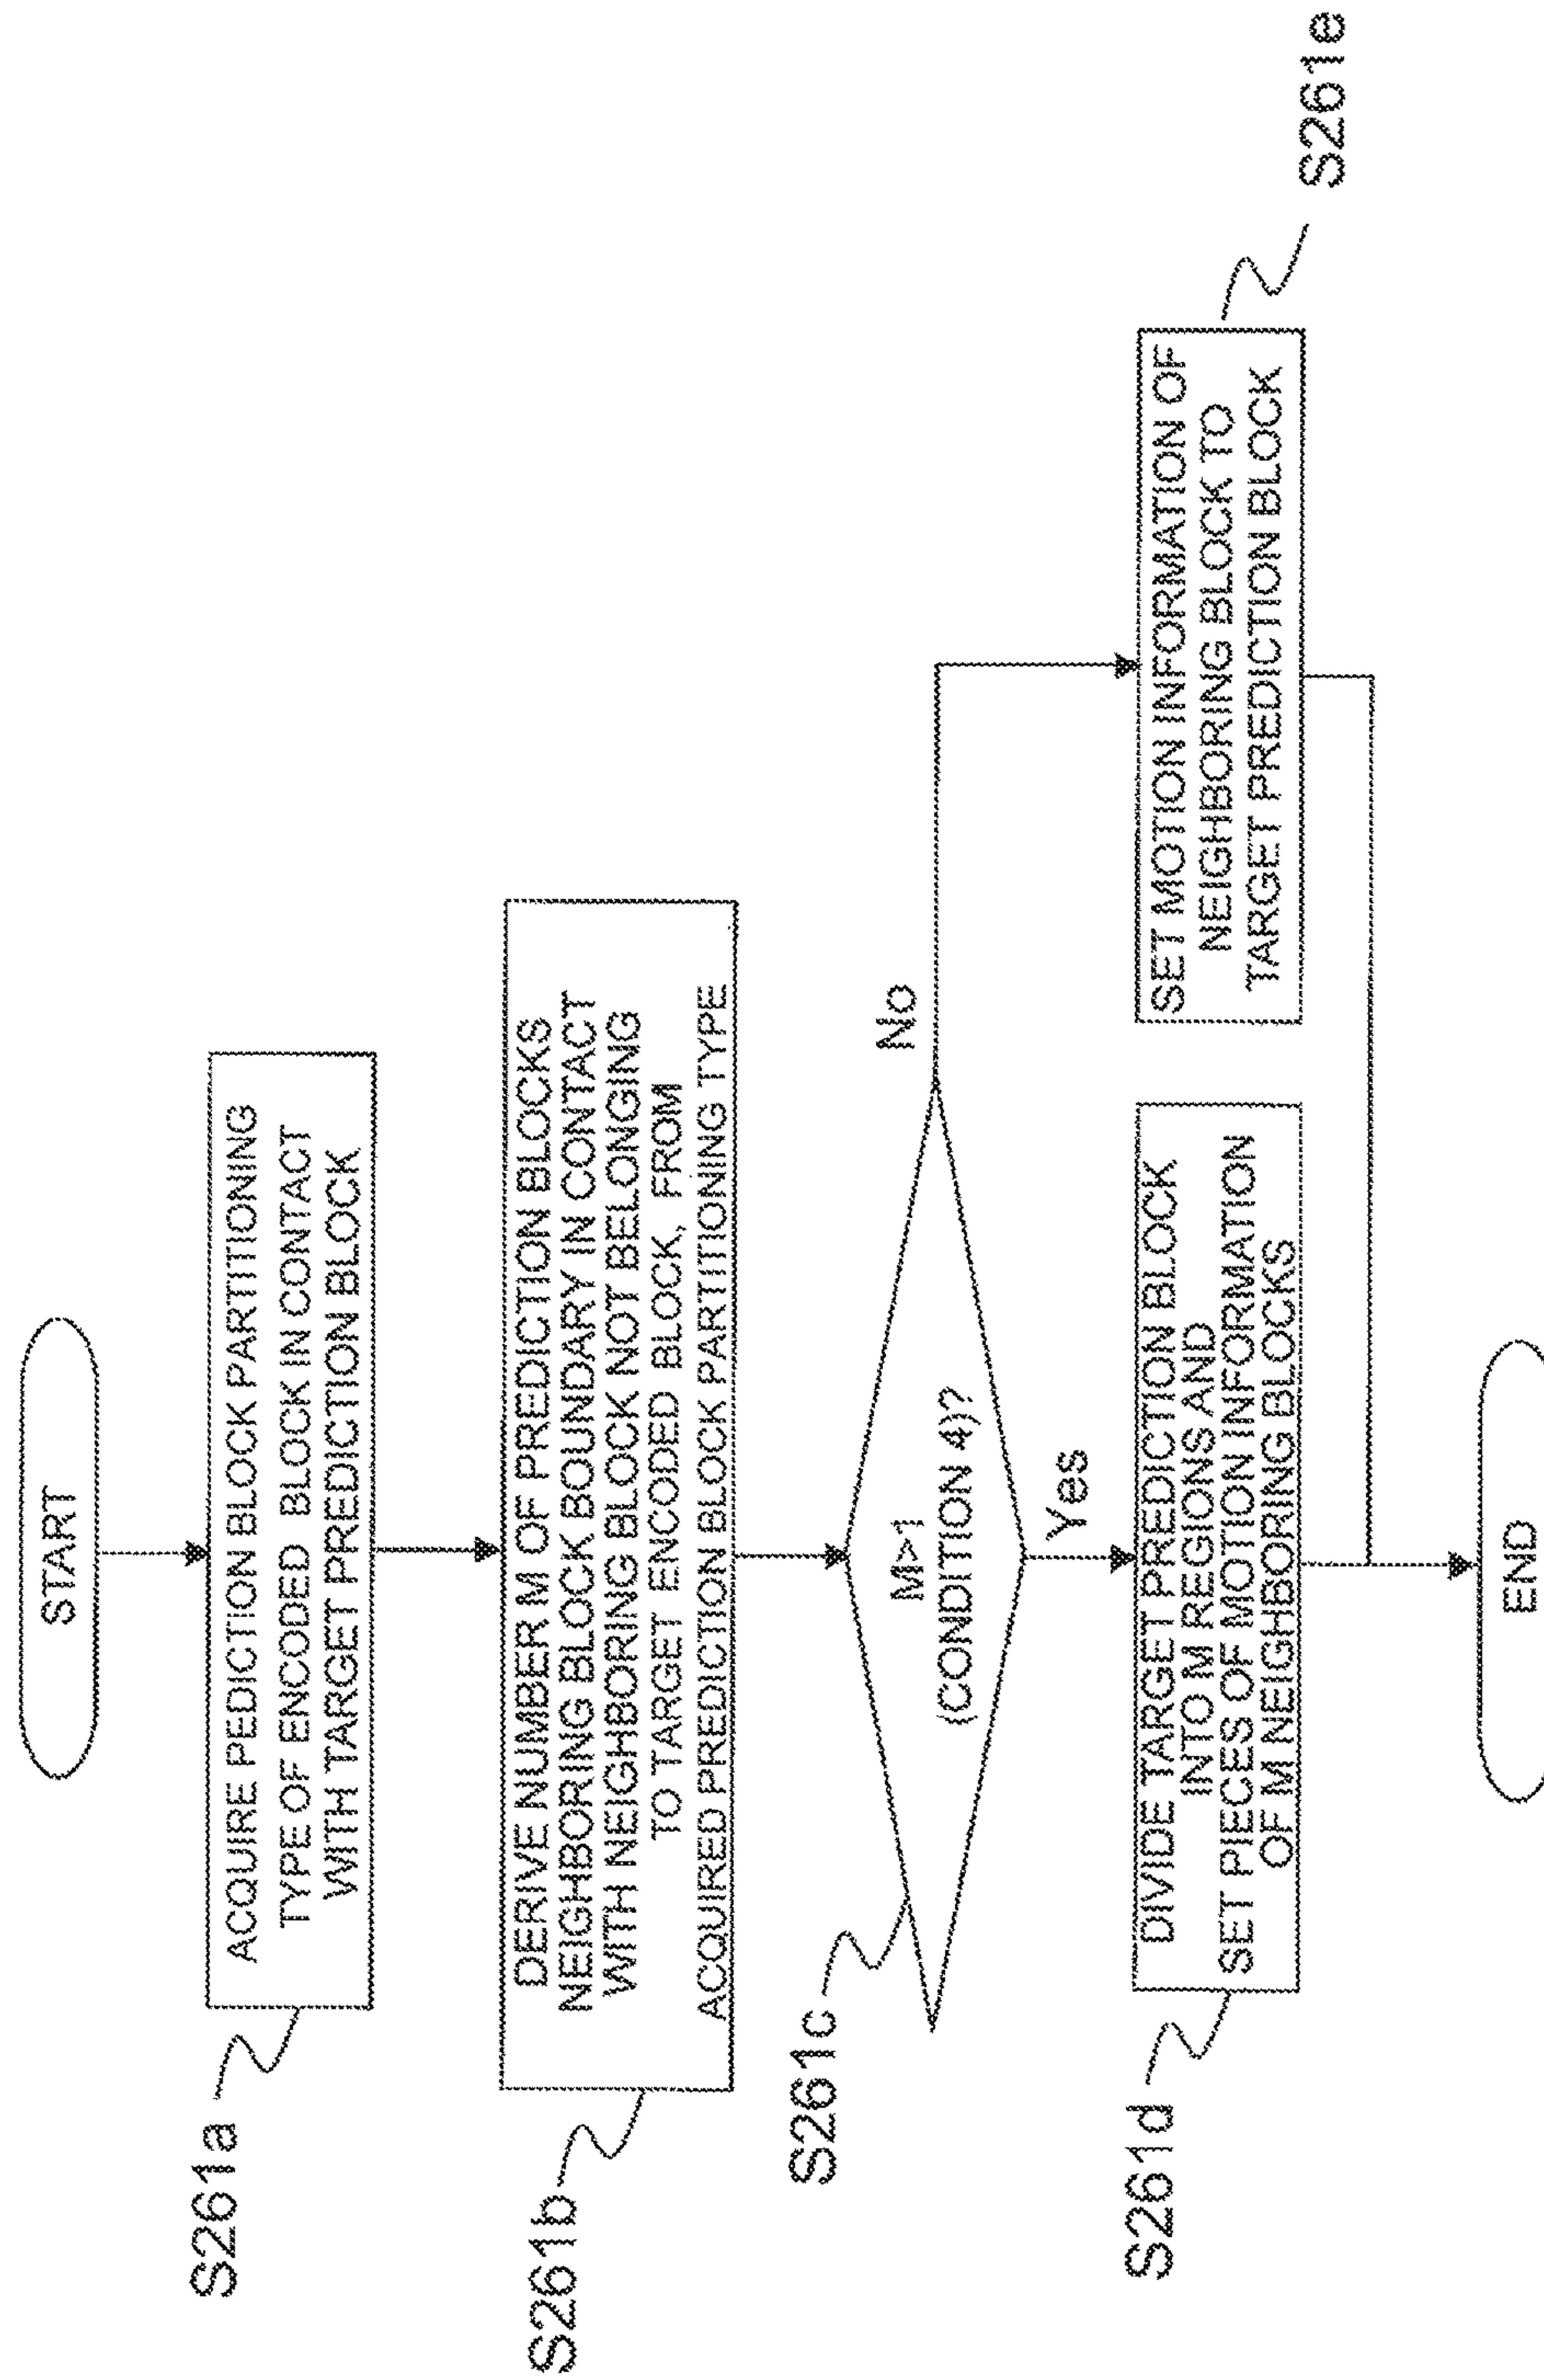 START
S261a
ACQUIRE PEDICTION BLOCK PARTITIONING
TYPE OF ENCODED BLOCK IN CONTACT
WITH TARGET PREDICTION BLOCK
S261b
DERIVE NUMBER M OF PREDICTION BLOCKS
NEIGHBORING BLOCK BOUNDARY IN CONTACT
WITH NEIGHBORING BLOCK NOT BELONGING
TO TARGET ENCODED BLOCK, FROM
ACQUIRED PREDICTION BLOCK PARTITIONING TYPE
S261c
M>1
(CONDITION 4)?
No
Yes
S261d
DIVIDE TARGET PREDICTION BLOCK
INTO M REGIONS AND
SET PIECES OF MOTION INFORMATION
OF M NEIGHBORING BLOCKS
SET MOTION INFORMATION OF
NEIGHBORING BLOCK TO
TARGET PREDICTION BLOCK
S261e
END